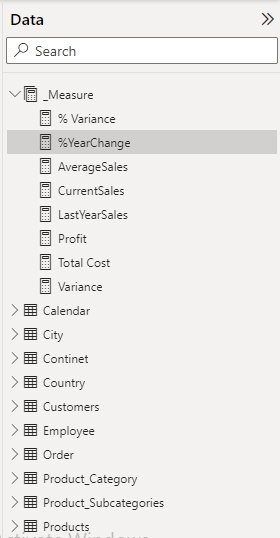 Data
Search
_Measure
% Variance
%YearChange
AverageSales
CurrentSales
LastYearSales
Profit
Total Cost
Variance
Calendar
City
Continet
Country
Customers
Employee
Order
Product_Category
Product_Subcategories
Products